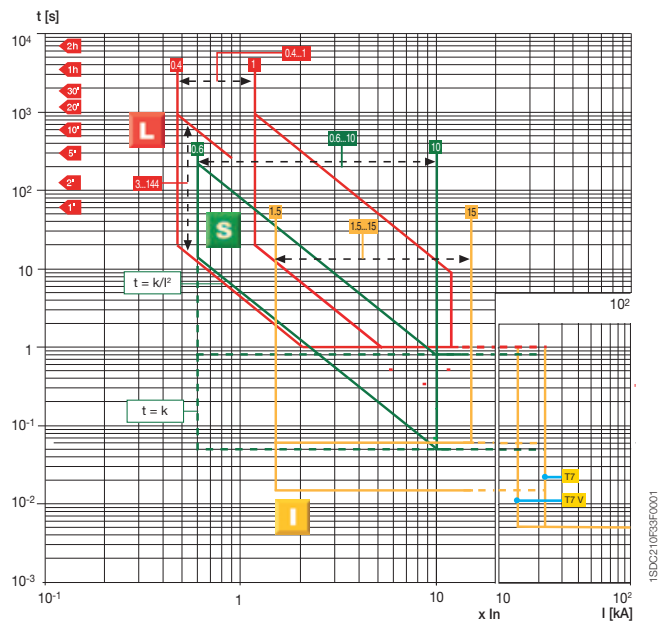 t [s]
10⁴
2h
1h
30'
20'
10'
5'
2'
1'
0.4
1
0.4...1
10³
L
0.6
0.6...10
10
3...144
10²
S
1.5
1.5...15
15
10
t = k/I²
10²
1
t = k
10⁻¹
T7
T7 V
10⁻²
I
10⁻³
10⁻¹
1
10
10
10²
x In
I [kA]
1SDC210F33F0001